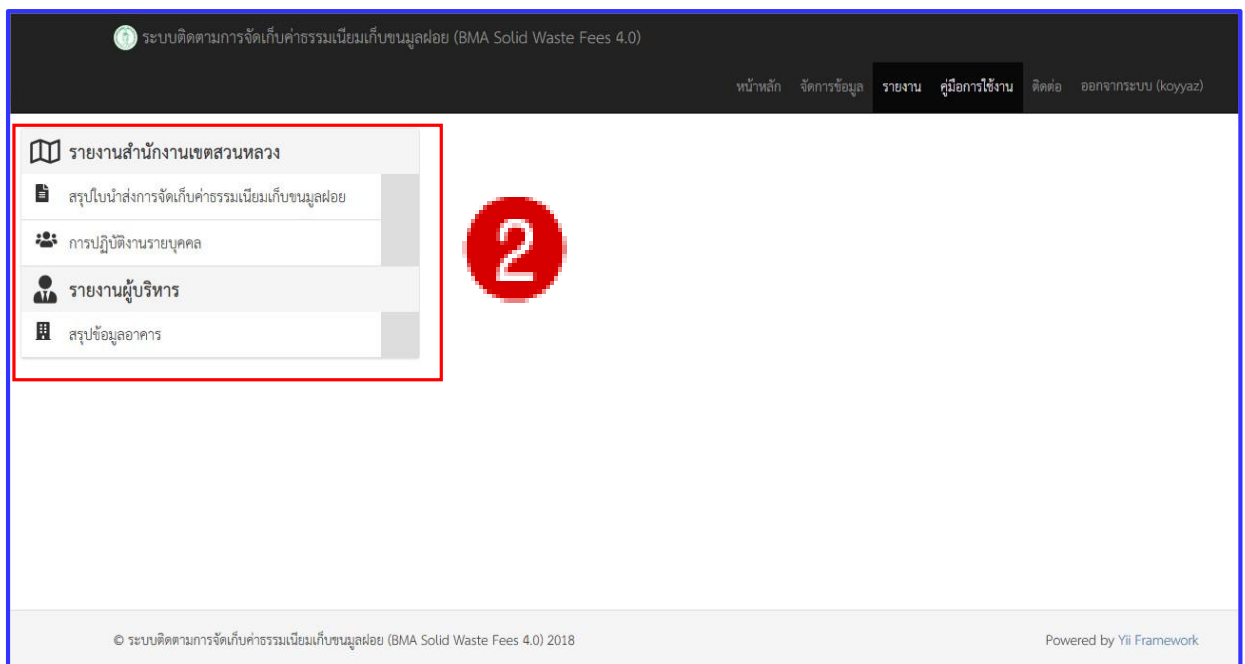 ระบบติดตามการจัดเก็บค่าธรรมเนียมเก็บขนมูลฝอย (BMA Solid Waste Fees 4.0)
หน้าหลัก จัดการข้อมูล รายงาน คู่มือการใช้งาน ติดต่อ ออกจากระบบ (koyyaz)
รายงานสำนักงานเขตสวนหลวง
สรุปใบนำส่งการจัดเก็บค่าธรรมเนียมเก็บขนมูลฝอย
การปฏิบัติงานรายบุคคล
2
รายงานผู้บริหาร
สรุปข้อมูลอาคาร
© ระบบติดตามการจัดเก็บค่าธรรมเนียมเก็บขนมูลฝอย (BMA Solid Waste Fees 4.0) 2018 Powered by Yii Framework